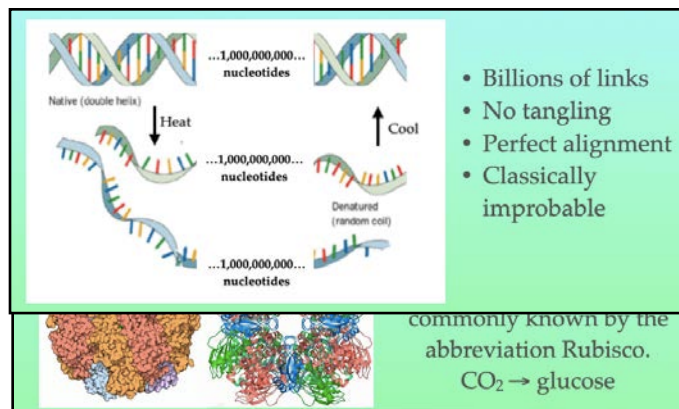 ...1,000,000,000...
nucleotides
Native (double helix)
Heat
Cool
...1,000,000,000...
nucleotides
Denatured
(random coil)
...1,000,000,000...
nucleotides
• Billions of links
• No tangling
• Perfect alignment
• Classically
improbable
commonly known by the
abbreviation Rubisco.
CO₂ → glucose